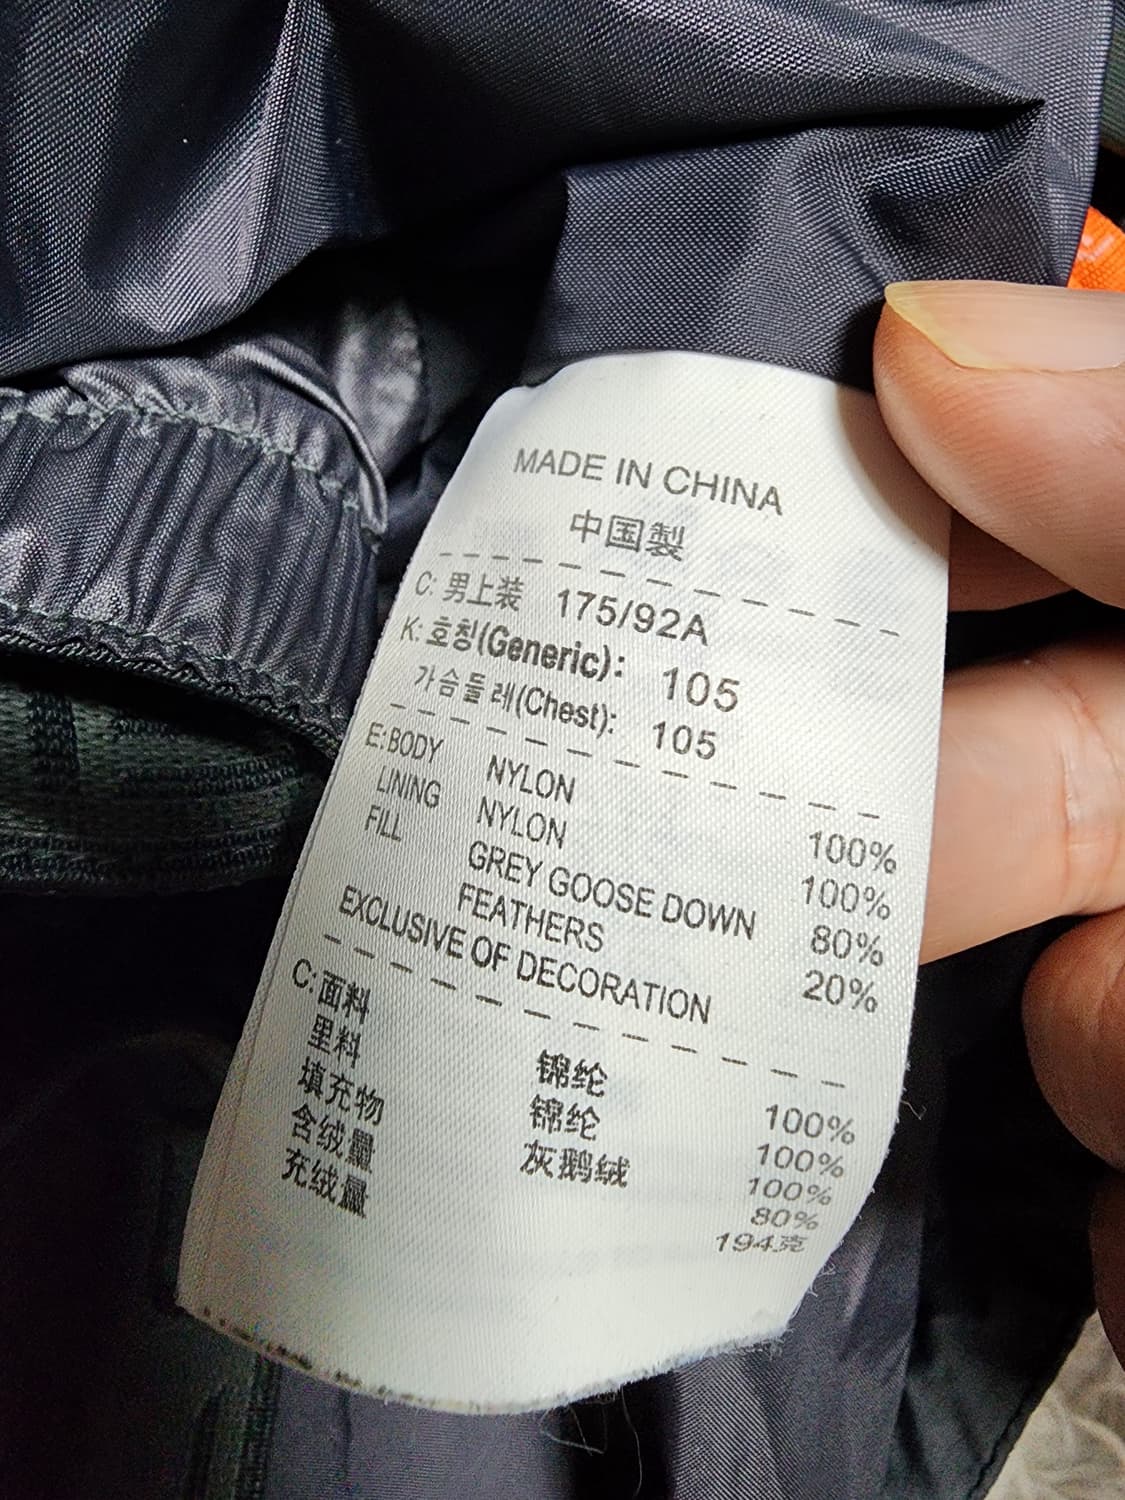 MADE IN CHINA
中国製
C: 男上装 175/92A
K: 호칭(Generic): 105
가슴들레(Chest): 105
E: BODY NYLON 100%
LINING NYLON 100%
FILL GREY GOOSE DOWN 80%
FEATHERS 20%
EXCLUSIVE OF DECORATION
C: 面料 锦纶 100%
里料 锦纶 100%
填充物 灰鹅绒 100%
含绒量 80%
充绒量 194克